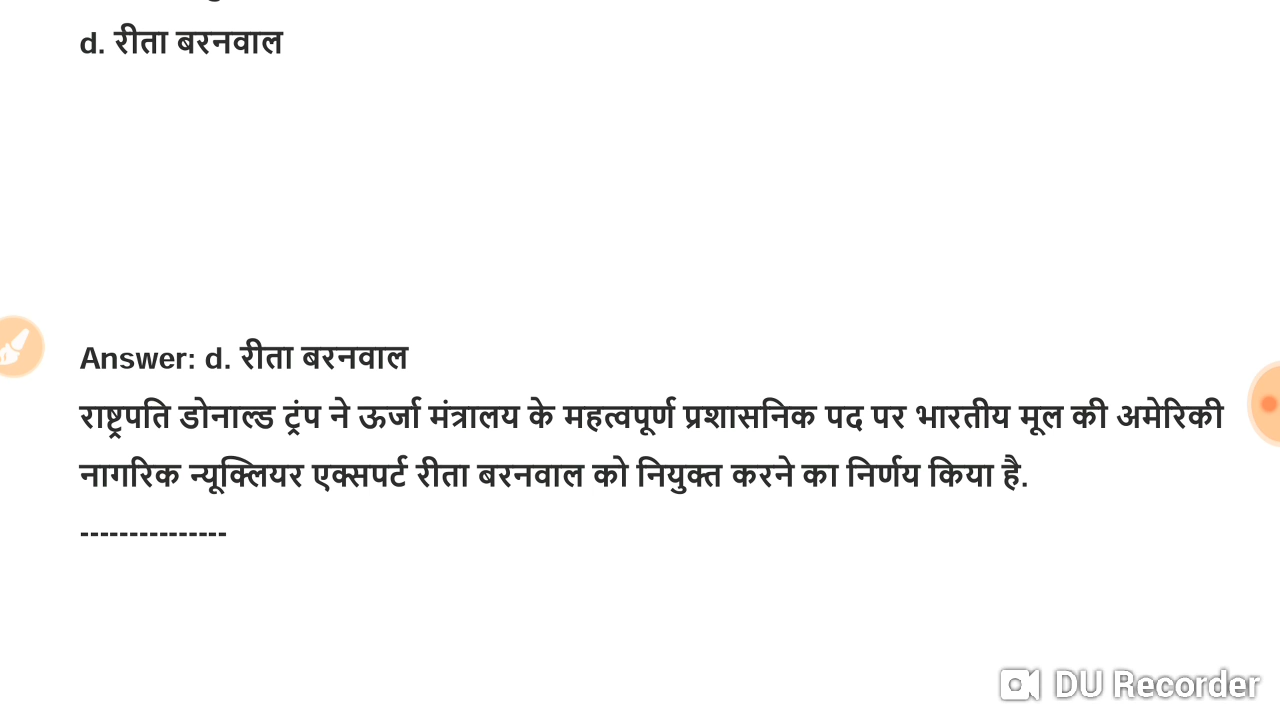 d. रीता बरनवाल
Answer: d. रीता बरनवाल
राष्ट्रपति डोनाल्ड ट्रंप ने ऊर्जा मंत्रालय के महत्वपूर्ण प्रशासनिक पद पर भारतीय मूल की अमेरिकी
नागरिक न्यूक्लियर एक्सपर्ट रीता बरनवाल को नियुक्त करने का निर्णय किया है.
---------------
DU Recorder